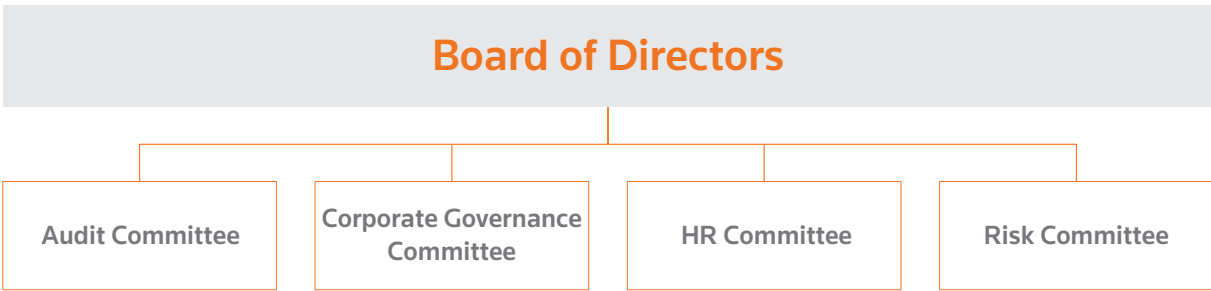 Board of Directors
Audit Committee
Corporate Governance
Committee
HR Committee
Risk Committee